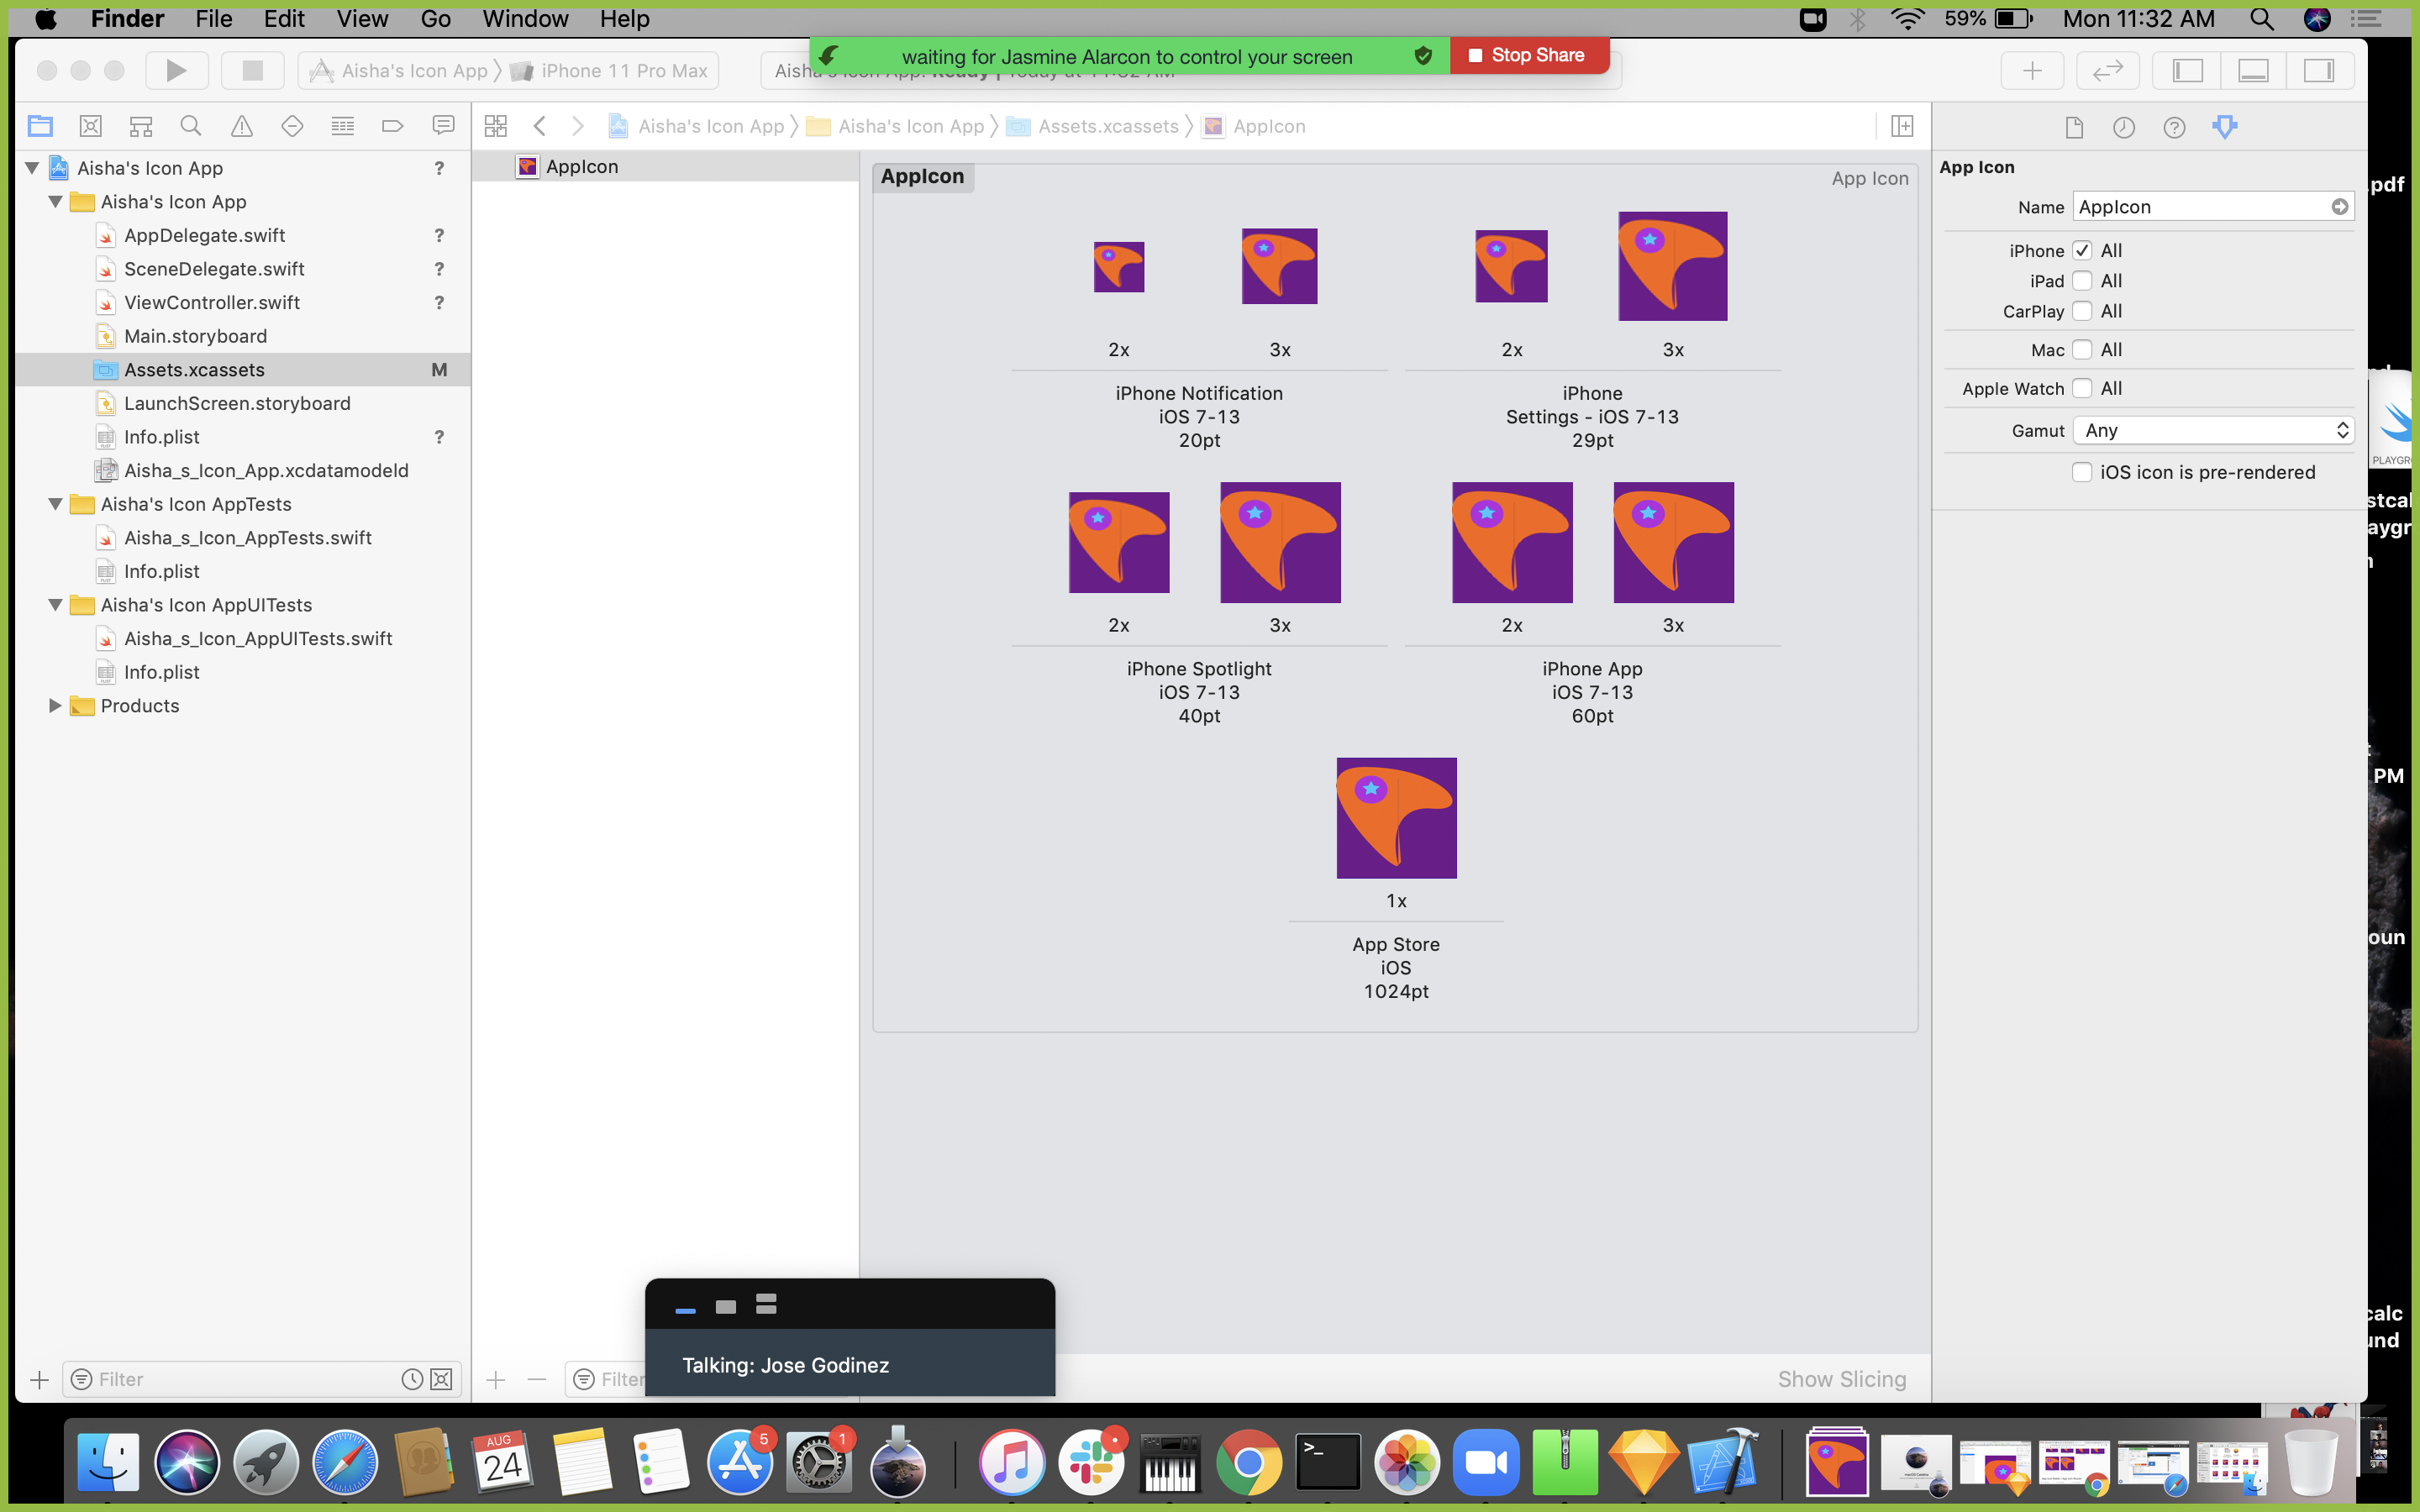 Finder File Edit View Go Window Help 59% Mon 11:32 AM
waiting for Jasmine Alarcon to control your screen Stop Share
Aisha's Icon App iPhone 11 Pro Max
Aisha's Icon App Aisha's Icon App Assets.xcassets AppIcon
Aisha's Icon App ?
Aisha's Icon App
AppDelegate.swift ?
SceneDelegate.swift ?
ViewController.swift ?
Main.storyboard
Assets.xcassets M
LaunchScreen.storyboard
Info.plist ?
Aisha_s_Icon_App.xcdatamodeld
Aisha's Icon AppTests
Aisha_s_Icon_AppTests.swift
Info.plist
Aisha's Icon AppUITests
Aisha_s_Icon_AppUITests.swift
Info.plist
Products
Filter
AppIcon
Filter
AppIcon App Icon
2x 3x
iPhone Notification
iOS 7-13
20pt
2x 3x
iPhone
Settings - iOS 7-13
29pt
2x 3x
iPhone Spotlight
iOS 7-13
40pt
2x 3x
iPhone App
iOS 7-13
60pt
1x
App Store
iOS
1024pt
Show Slicing
App Icon
Name AppIcon
iPhone All
iPad All
CarPlay All
Mac All
Apple Watch All
Gamut Any
iOS icon is pre-rendered
.pdf
PM
Talking: Jose Godinez
AUG
24
5
1